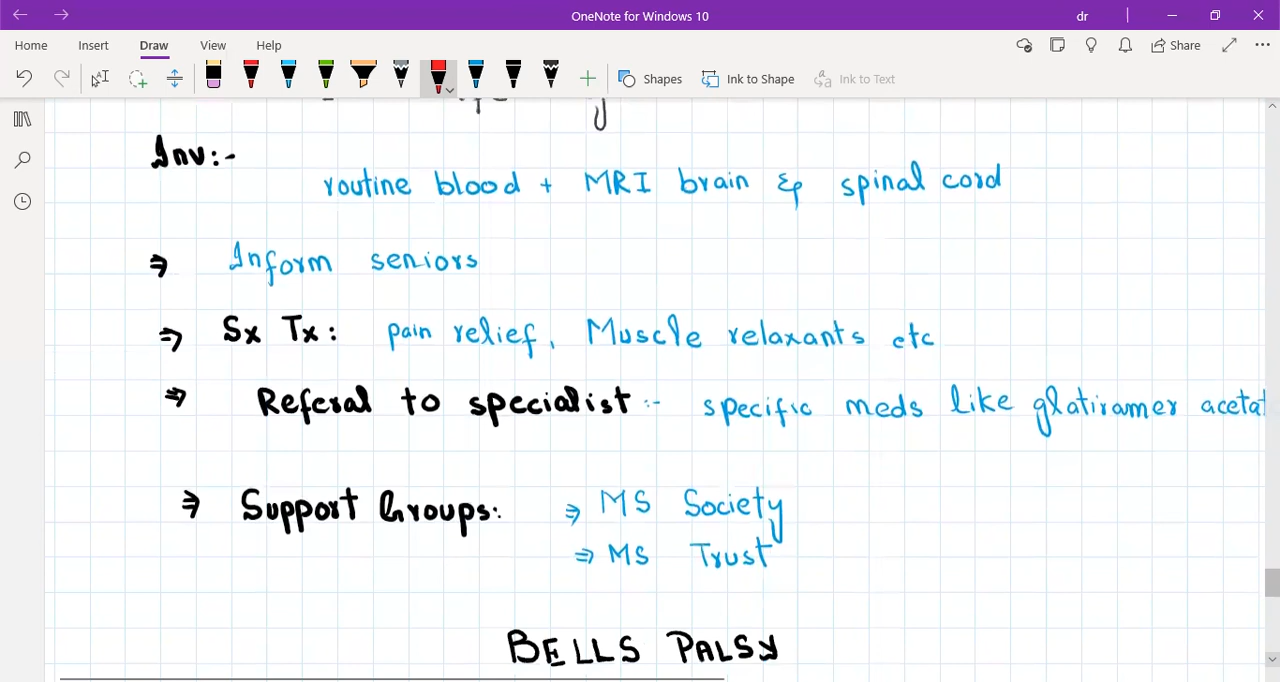 OneNote for Windows 10
dr
Home Insert Draw View Help
Share
Shapes
Ink to Shape
Ink to Text
Inv:-
routine blood + MRI brain & spinal cord
⇒ Inform seniors
⇒ Sx Tx: pain relief, Muscle relaxants etc
⇒ Referal to specialist :- specific meds like glatiramer acetat
⇒ Support Groups: ⇒ MS Society
⇒ MS Trust
BELLS PALSY